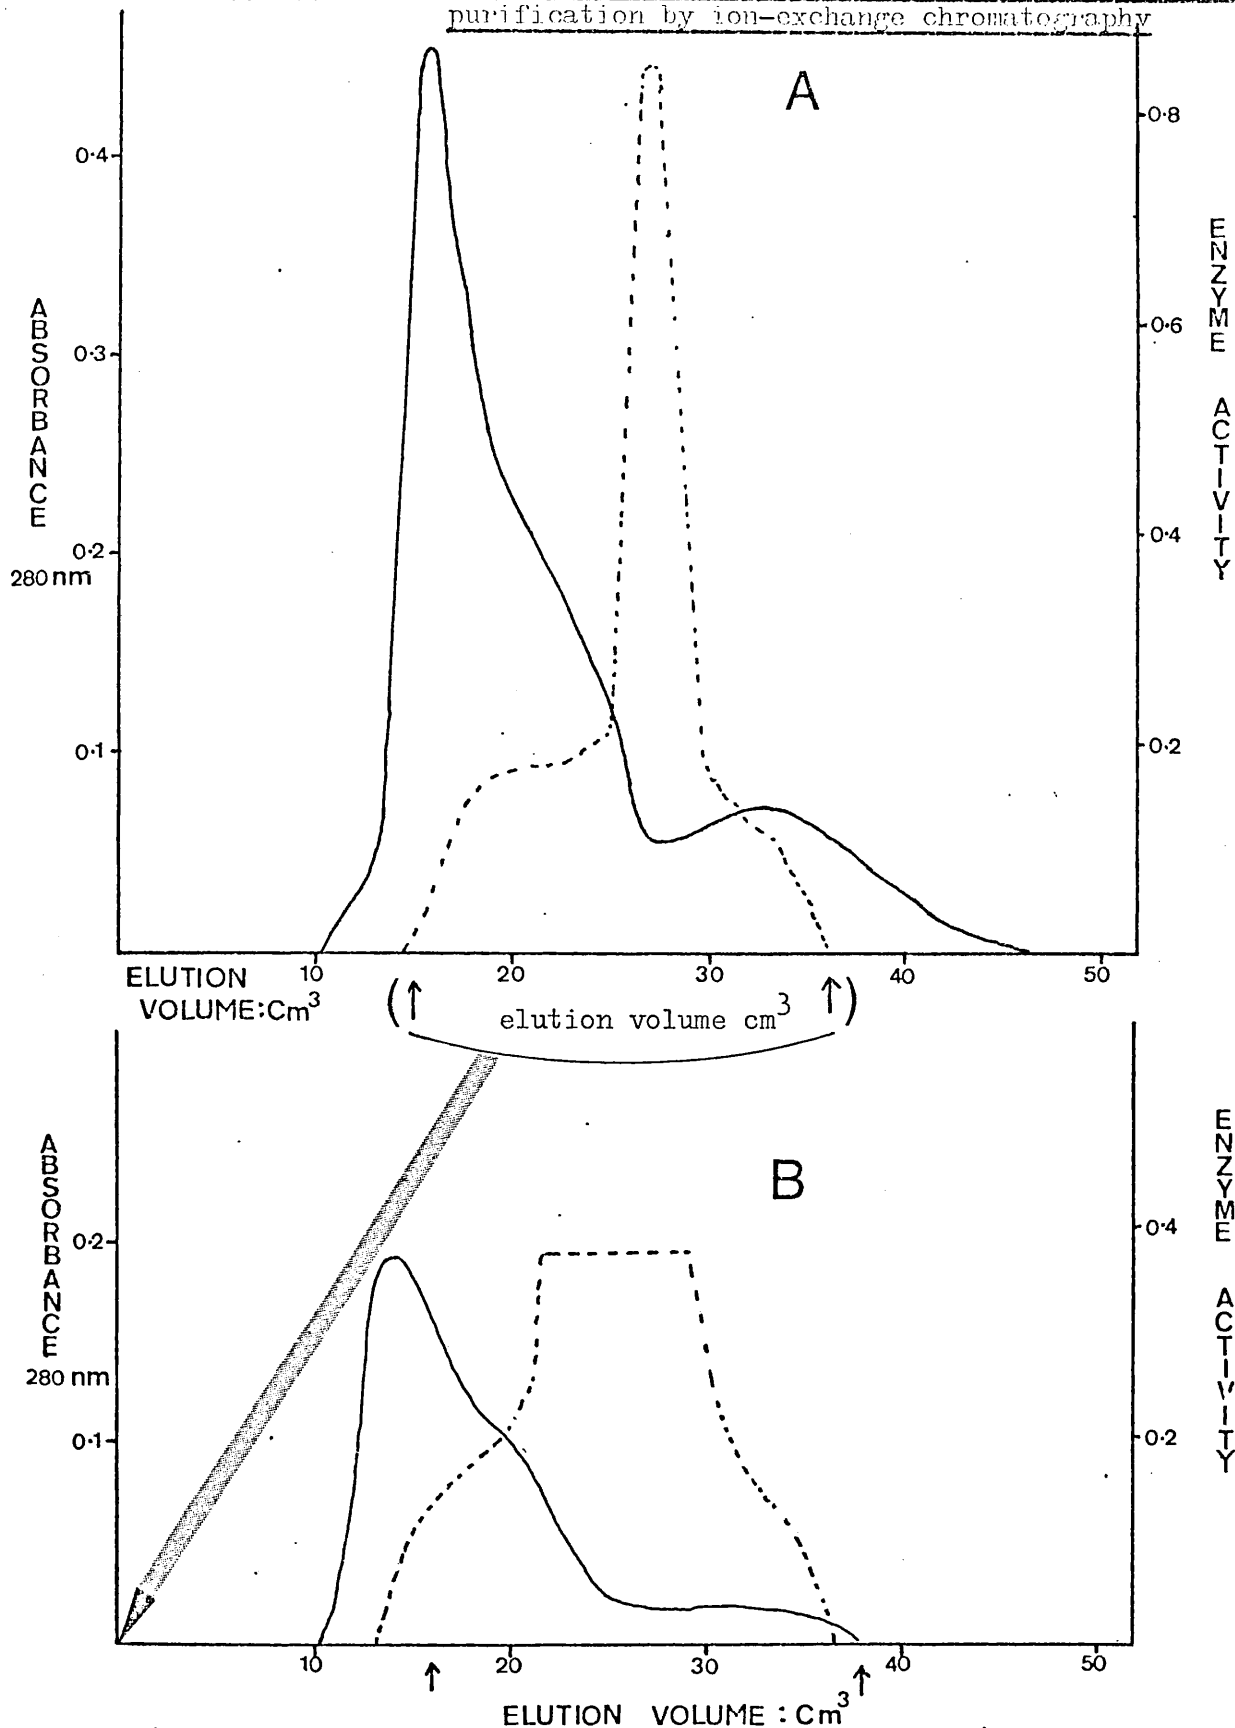 purification by ion-exchange chromatography
A
0·4
0·3
0·2
0·1
ABSORBANCE
280nm
0·8
0·6
0·4
0·2
ENZYME ACTIVITY
10 20 30 40 50
ELUTION
VOLUME:Cm³
( ↑ elution volume cm³ ↑ )
B
0·2
0·1
ABSORBANCE
280 nm
0·4
0·2
ENZYME ACTIVITY
10 20 30 40 50
↑ ↑
ELUTION VOLUME : Cm³